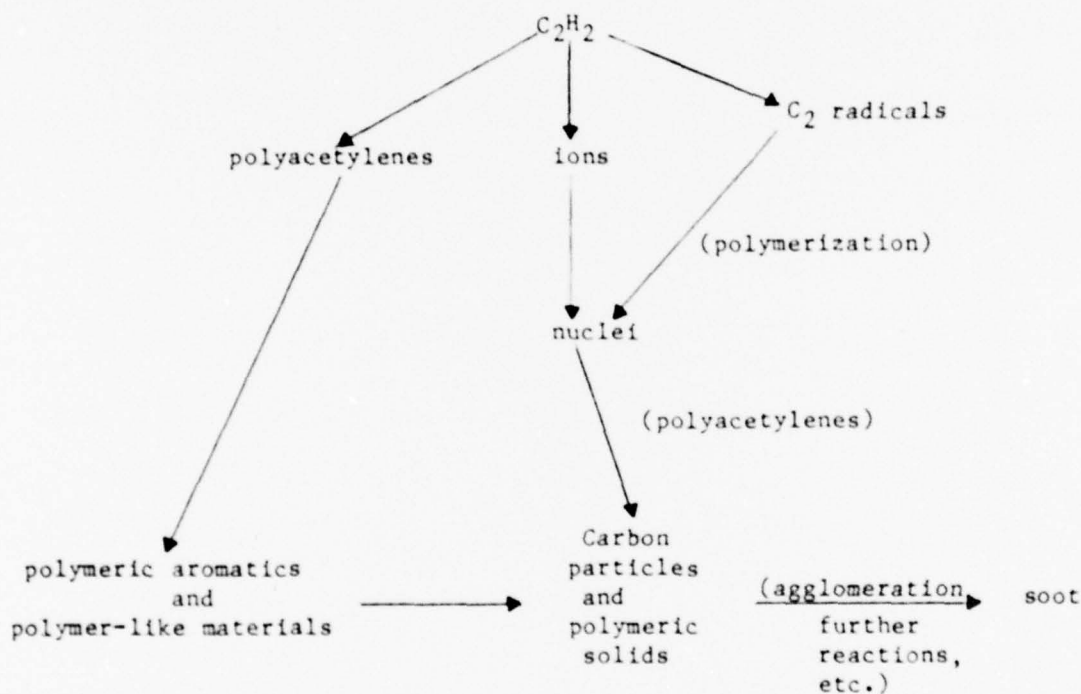 C2H2
C2 radicals
polyacetylenes
ions
(polymerization)
nuclei
(polyacetylenes)
polymeric aromatics
and
polymer-like materials
Carbon
particles
and
polymeric
solids
(agglomeration
further
reactions,
etc.)
soot